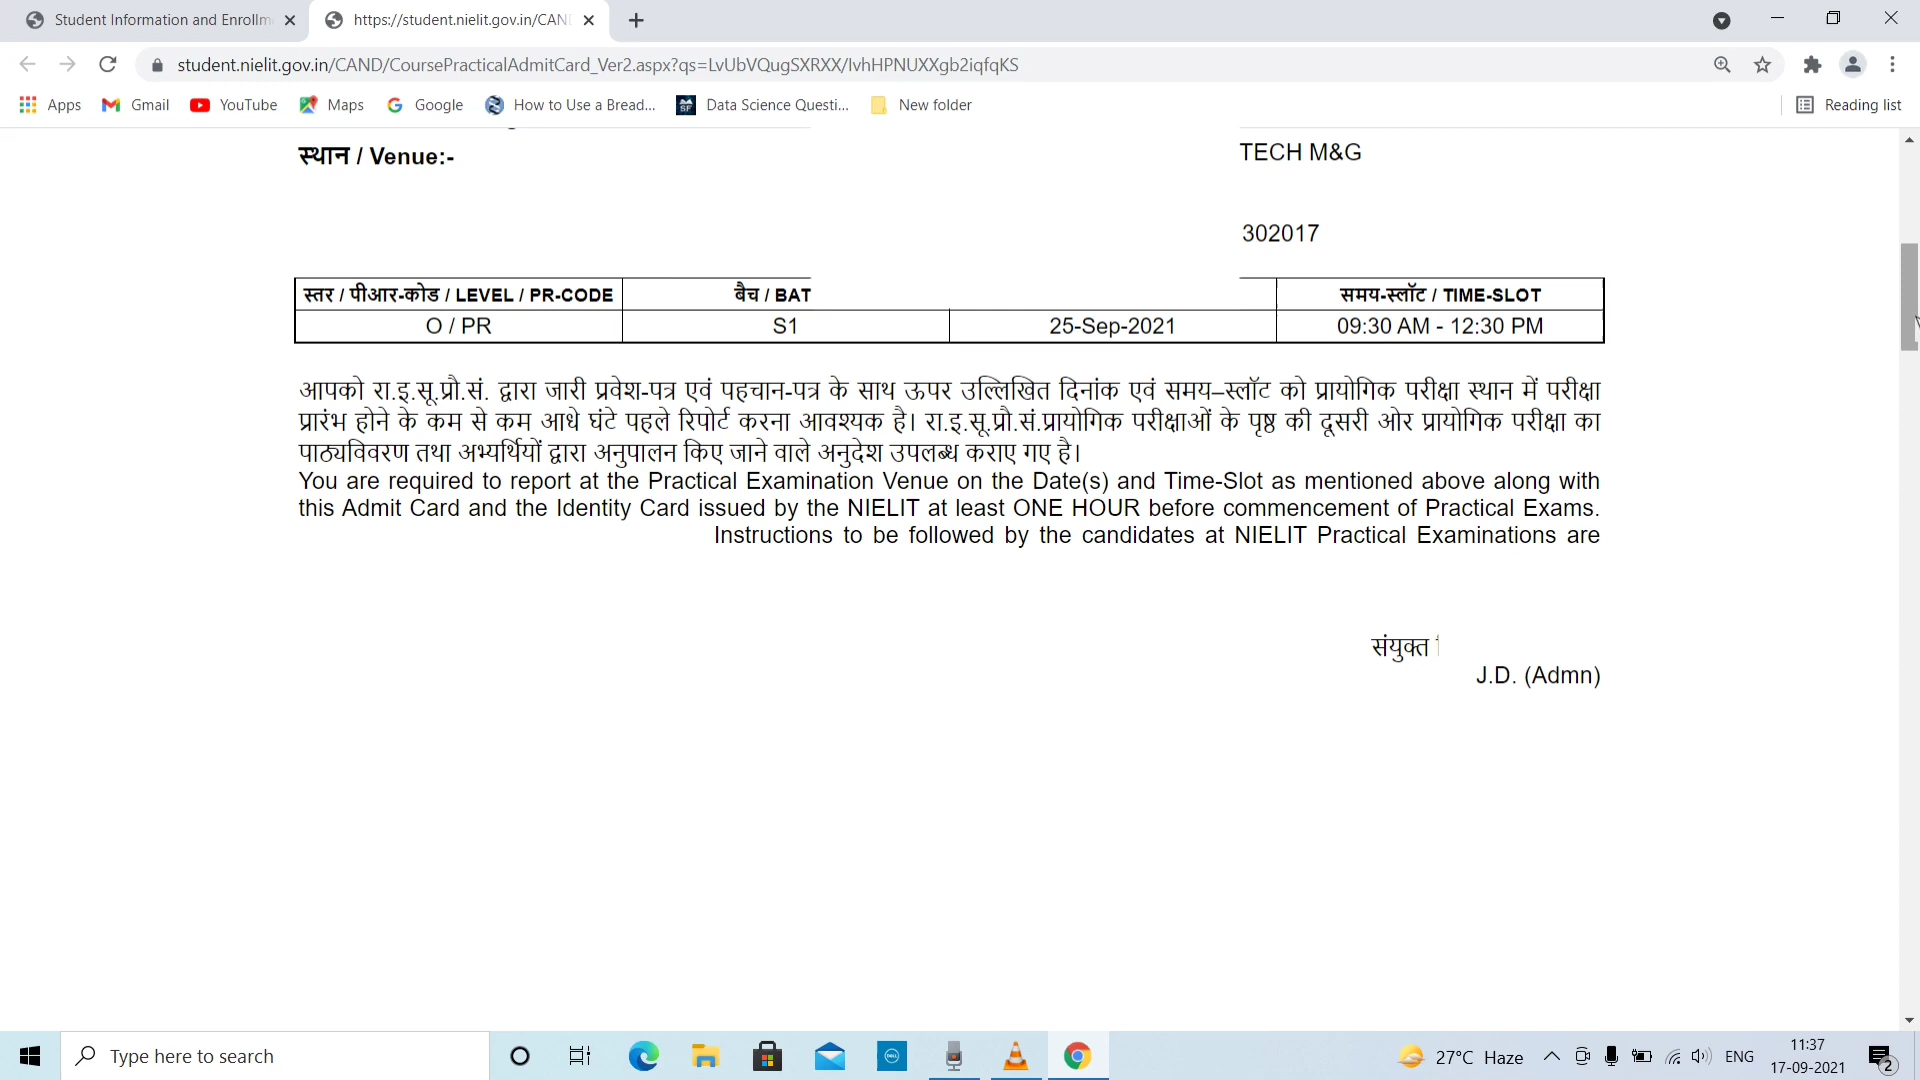 Student Information and Enrollm
https://student.nielit.gov.in/CAN
student.nielit.gov.in/CAND/CoursePracticalAdmitCard_Ver2.aspx?qs=LvUbVQugSXRXX/IvhHPNUXXgb2iqfqKS
Apps Gmail YouTube Maps Google How to Use a Bread... Data Science Questi... New folder Reading list
स्थान / Venue:- TECH M&G
302017
स्तर / पीआर-कोड / LEVEL / PR-CODE बैच / BAT समय-स्लॉट / TIME-SLOT
O / PR S1 25-Sep-2021 09:30 AM - 12:30 PM
आपको रा.इ.सू.प्रौ.सं. द्वारा जारी प्रवेश-पत्र एवं पहचान-पत्र के साथ ऊपर उल्लिखित दिनांक एवं समय–स्लॉट को प्रायोगिक परीक्षा स्थान में परीक्षा
प्रारंभ होने के कम से कम आधे घंटे पहले रिपोर्ट करना आवश्यक है। रा.इ.सू.प्रौ.सं.प्रायोगिक परीक्षाओं के पृष्ठ की दूसरी ओर प्रायोगिक परीक्षा का
पाठ्यविवरण तथा अभ्यर्थियों द्वारा अनुपालन किए जाने वाले अनुदेश उपलब्ध कराए गए है।
You are required to report at the Practical Examination Venue on the Date(s) and Time-Slot as mentioned above along with
this Admit Card and the Identity Card issued by the NIELIT at least ONE HOUR before commencement of Practical Exams.
Instructions to be followed by the candidates at NIELIT Practical Examinations are
संयुक्त
J.D. (Admn)
Type here to search
27°C Haze ENG
11:37
17-09-2021
2